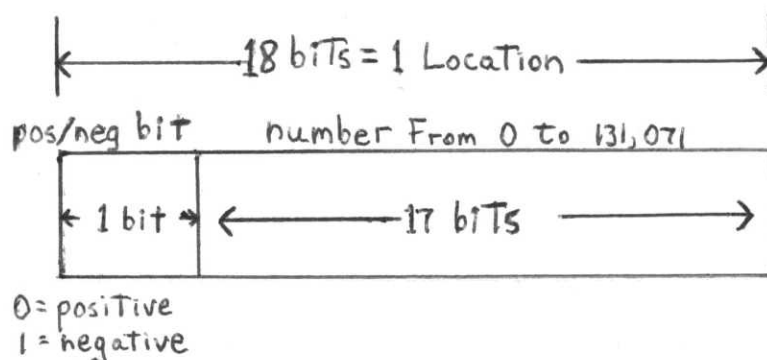 18 biTs = 1 Location
pos/neg bit number From 0 to 131,071
1 bit 17 biTs
0 = positive
1 = negative